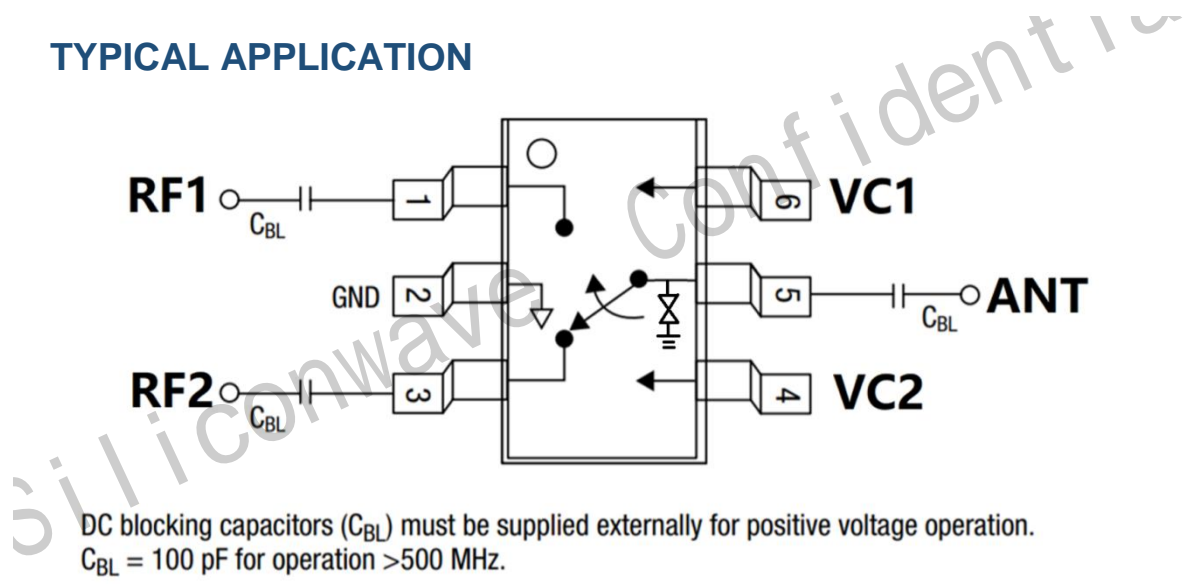 TYPICAL APPLICATION
RF1
CBL
1
6
VC1
GND
2
5
CBL
ANT
RF2
CBL
3
4
VC2
Siliconwave Confidential
DC blocking capacitors (CBL) must be supplied externally for positive voltage operation.
CBL = 100 pF for operation >500 MHz.